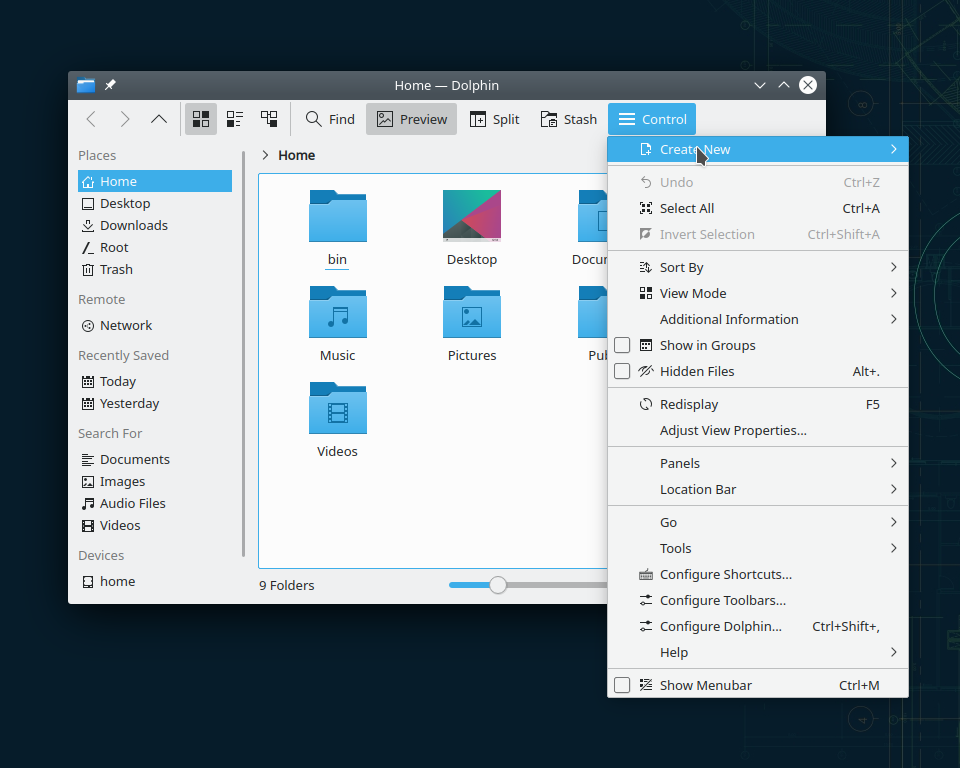 Home — Dolphin
Find Preview Split Stash Control
Places
Home
Desktop
Downloads
Root
Trash
Remote
Network
Recently Saved
Today
Yesterday
Search For
Documents
Images
Audio Files
Videos
Devices
home
Home
bin Desktop Docu
Music Pictures Pub
Videos
9 Folders
Create New
Undo Ctrl+Z
Select All Ctrl+A
Invert Selection Ctrl+Shift+A
Sort By
View Mode
Additional Information
Show in Groups
Hidden Files Alt+.
Redisplay F5
Adjust View Properties...
Panels
Location Bar
Go
Tools
Configure Shortcuts...
Configure Toolbars...
Configure Dolphin... Ctrl+Shift+,
Help
Show Menubar Ctrl+M